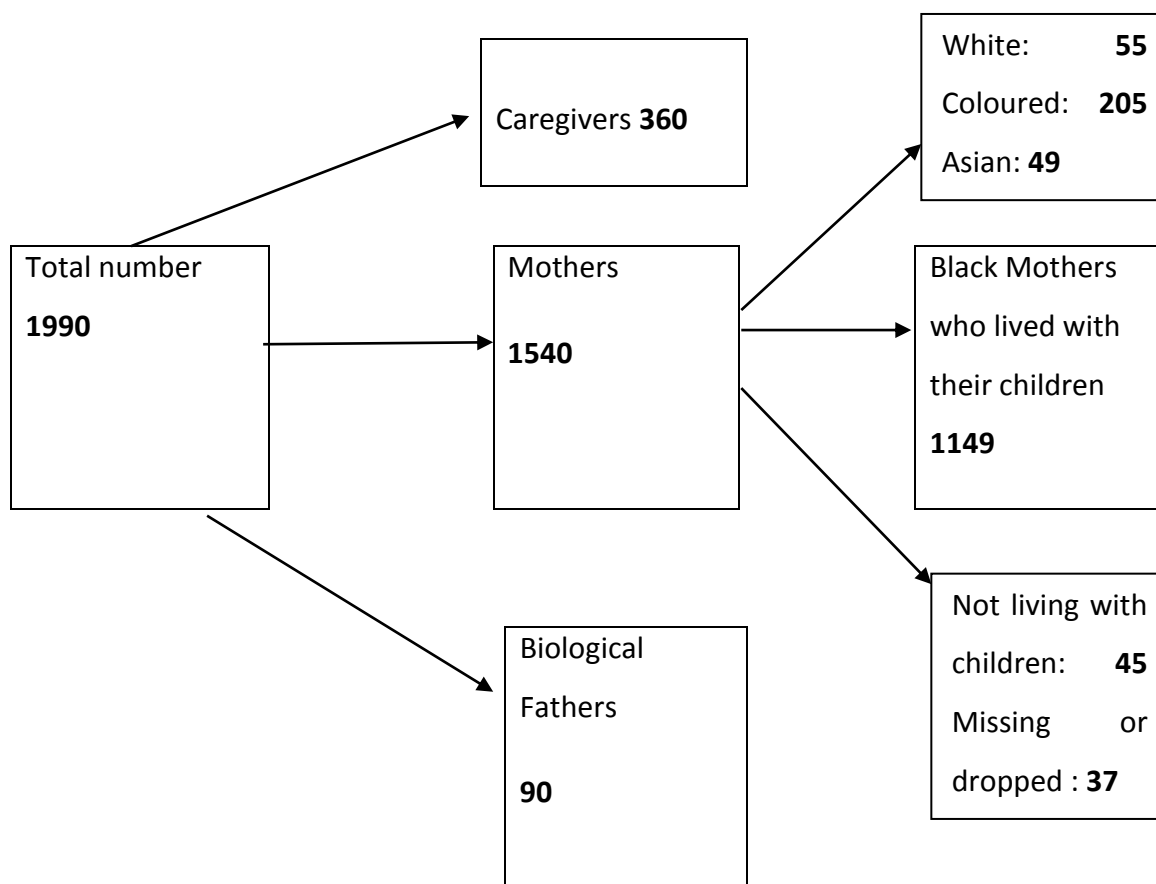 Total number
1990
Caregivers 360
Mothers
1540
Biological
Fathers
90
White: 55
Coloured: 205
Asian: 49
Black Mothers
who lived with
their children
1149
Not living with
children: 45
Missing or
dropped : 37